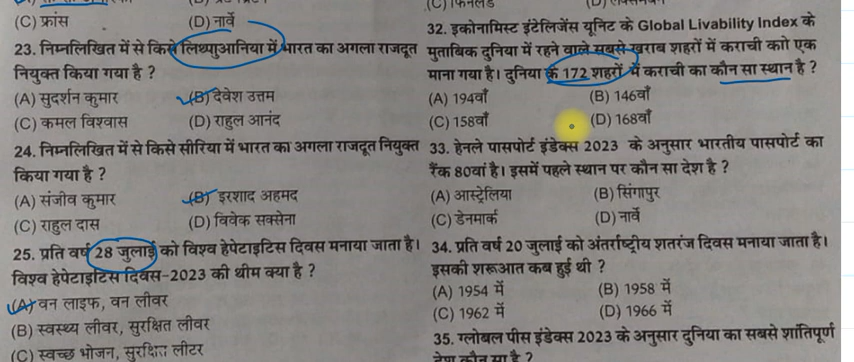 (C) फ्रांस
(D) नार्वे
23. निम्नलिखित में से किसे लिथुआनिया में भारत का अगला राजदूत
नियुक्त किया गया है ?
(A) सुदर्शन कुमार
(B) देवेश उत्तम
(C) कमल विश्वास
(D) राहुल आनंद
24. निम्नलिखित में से किसे सीरिया में भारत का अगला राजदूत नियुक्त
किया गया है ?
(A) संजीव कुमार
(B) इरशाद अहमद
(C) राहुल दास
(D) विवेक सक्सेना
25. प्रति वर्ष 28 जुलाई को विश्व हेपेटाइटिस दिवस मनाया जाता है।
विश्व हेपेटाइटिस दिवस-2023 की थीम क्या है ?
(A) वन लाइफ, वन लीवर
(B) स्वस्थ्य लीवर, सुरक्षित लीवर
(C) स्वच्छ भोजन, सुरक्षित लीटर
(C) फिनलैंड
32. इकोनामिस्ट इंटेलिजेंस यूनिट के Global Livability Index के
मुताबिक दुनिया में रहने वाले सबसे खराब शहरों में कराची काो एक
माना गया है। दुनिया के 172 शहरों में कराची का कौन सा स्थान है ?
(A) 194वाँ
(B) 146वाँ
(C) 158वाँ
(D) 168वाँ
33. हेनले पासपोर्ट इंडेक्स 2023 के अनुसार भारतीय पासपोर्ट का
रैंक 80वां है। इसमें पहले स्थान पर कौन सा देश है ?
(A) आस्ट्रेलिया
(B) सिंगापुर
(C) डेनमार्क
(D) नार्वे
34. प्रति वर्ष 20 जुलाई को अंतर्राष्ट्रीय शतरंज दिवस मनाया जाता है।
इसकी शरूआत कब हुई थी ?
(A) 1954 में
(B) 1958 में
(C) 1962 में
(D) 1966 में
35. ग्लोबल पीस इंडेक्स 2023 के अनुसार दुनिया का सबसे शांतिपूर्ण
देश कौन सा है ?